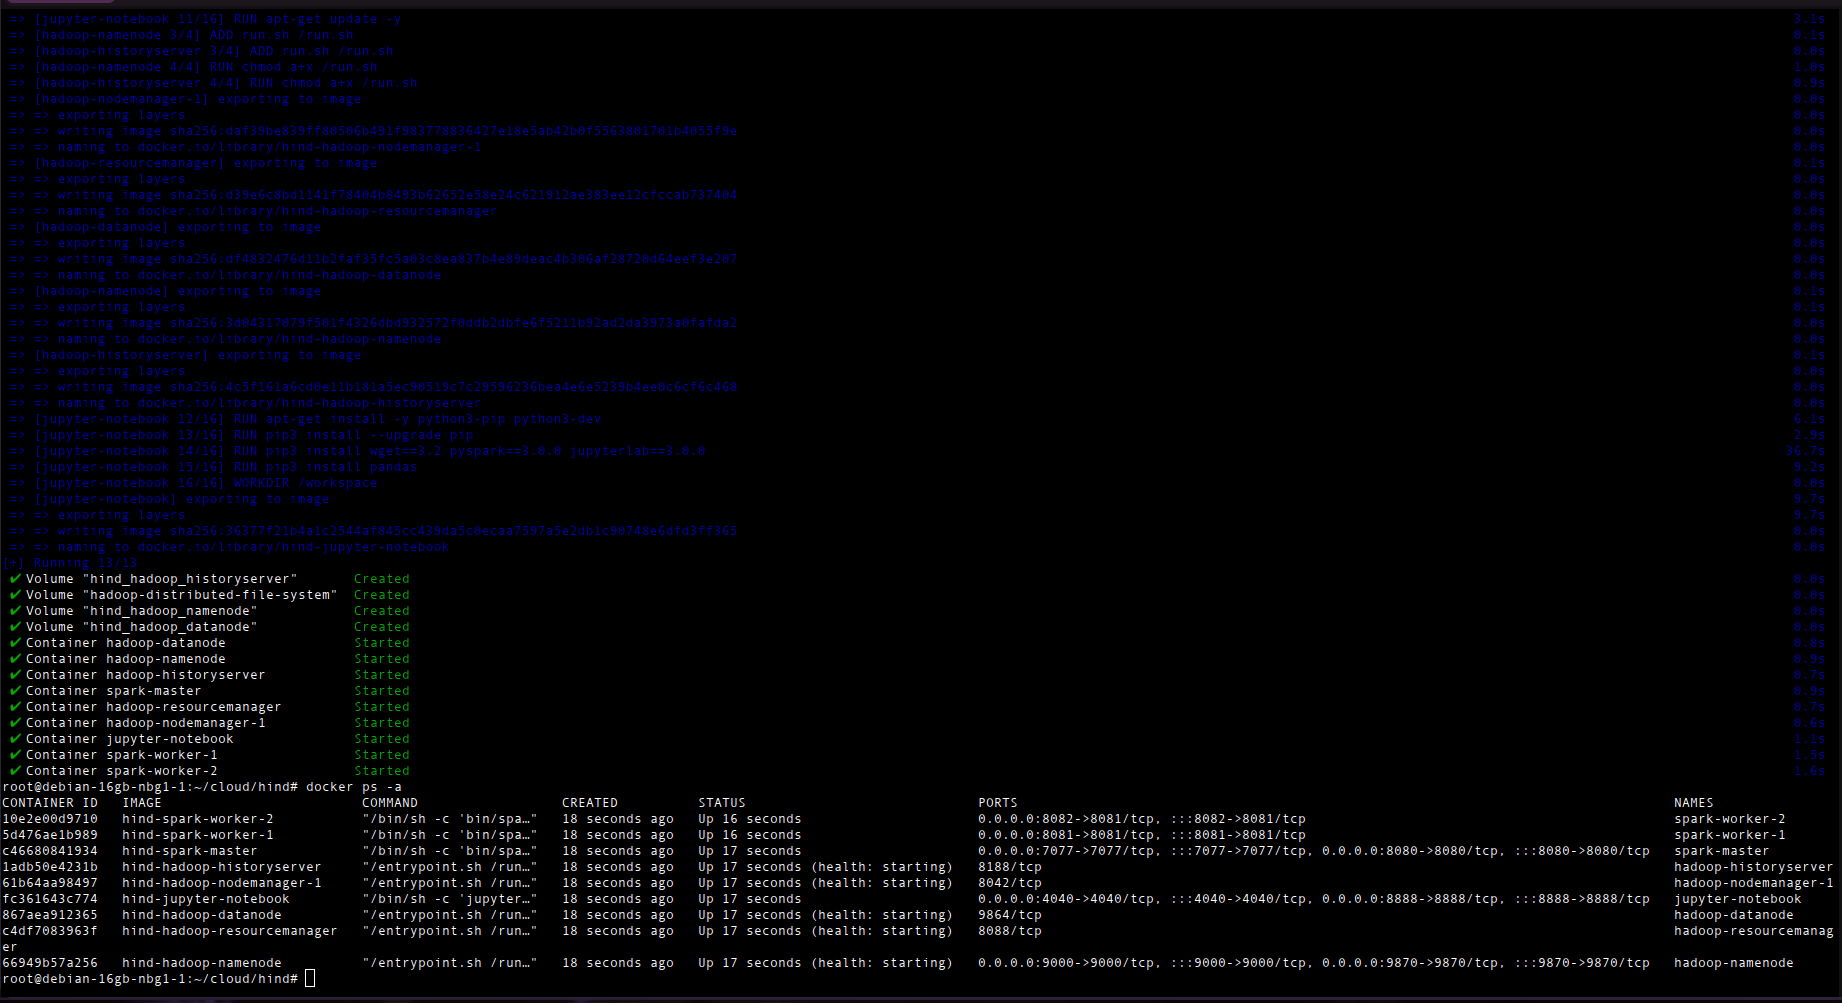 => [jupyter-notebook 11/16] RUN apt-get update -y 3.1s
=> [hadoop-namenode 3/4] ADD run.sh /run.sh 0.1s
=> [hadoop-historyserver 3/4] ADD run.sh /run.sh 0.0s
=> [hadoop-namenode 4/4] RUN chmod a+x /run.sh 1.0s
=> [hadoop-historyserver 4/4] RUN chmod a+x /run.sh 0.9s
=> [hadoop-nodemanager-1] exporting to image 0.0s
=> => exporting layers 0.0s
=> => writing image 0.0s
=> => naming to docker.io/library/hind-hadoop-nodemanager-1 0.0s
=> [hadoop-resourcemanager] exporting to image 0.1s
=> => exporting layers 0.0s
=> => writing image 0.0s
=> => naming to docker.io/library/hind-hadoop-resourcemanager 0.0s
=> [hadoop-datanode] exporting to image 0.0s
=> => exporting layers 0.0s
=> => writing image 0.0s
=> => naming to docker.io/library/hind-hadoop-datanode 0.0s
=> [hadoop-namenode] exporting to image 0.1s
=> => exporting layers 0.1s
=> => writing image 0.0s
=> => naming to docker.io/library/hind-hadoop-namenode 0.0s
=> [hadoop-historyserver] exporting to image 0.1s
=> => exporting layers 0.0s
=> => writing image 0.0s
=> => naming to docker.io/library/hind-hadoop-historyserver 0.0s
=> [jupyter-notebook 12/16] RUN apt-get install -y python3-pip python3-dev 6.1s
=> [jupyter-notebook 13/16] RUN pip3 install --upgrade pip 2.9s
=> [jupyter-notebook 14/16] RUN pip3 install wget==3.2 pyspark==3.0.0 jupyterlab==3.0.0 36.7s
=> [jupyter-notebook 15/16] RUN pip3 install pandas 9.2s
=> [jupyter-notebook 16/16] WORKDIR /workspace 0.0s
=> [jupyter-notebook] exporting to image 9.7s
=> => exporting layers 9.7s
=> => writing image 0.0s
=> => naming to docker.io/library/hind-jupyter-notebook 0.0s
[+] Running 13/13
✔ Volume "hind_hadoop_historyserver" Created 0.0s
✔ Volume "hadoop-distributed-file-system" Created 0.0s
✔ Volume "hind_hadoop_namenode" Created 0.0s
✔ Volume "hind_hadoop_datanode" Created 0.0s
✔ Container hadoop-datanode Started 0.8s
✔ Container hadoop-namenode Started 0.9s
✔ Container hadoop-historyserver Started 0.7s
✔ Container spark-master Started 0.9s
✔ Container hadoop-resourcemanager Started 0.7s
✔ Container hadoop-nodemanager-1 Started 0.6s
✔ Container jupyter-notebook Started 1.1s
✔ Container spark-worker-1 Started 1.5s
✔ Container spark-worker-2 Started 1.6s
root@debian-16gb-nbg1-1:~/cloud/hind# docker ps -a
CONTAINER ID IMAGE COMMAND CREATED STATUS PORTS NAMES
10e2e00d9710 hind-spark-worker-2 "/bin/sh -c 'bin/spa…" 18 seconds ago Up 16 seconds 0.0.0.0:8082->8081/tcp, :::8082->8081/tcp spark-worker-2
5d476ae1b989 hind-spark-worker-1 "/bin/sh -c 'bin/spa…" 18 seconds ago Up 16 seconds 0.0.0.0:8081->8081/tcp, :::8081->8081/tcp spark-worker-1
c46680841934 hind-spark-master "/bin/sh -c 'bin/spa…" 18 seconds ago Up 17 seconds 0.0.0.0:7077->7077/tcp, :::7077->7077/tcp, 0.0.0.0:8080->8080/tcp, :::8080->8080/tcp spark-master
1adb50e4231b hind-hadoop-historyserver "/entrypoint.sh /run…" 18 seconds ago Up 17 seconds (health: starting) 8188/tcp hadoop-historyserver
61b64aa98497 hind-hadoop-nodemanager-1 "/entrypoint.sh /run…" 18 seconds ago Up 17 seconds (health: starting) 8042/tcp hadoop-nodemanager-1
fc361643c774 hind-jupyter-notebook "/bin/sh -c 'jupyter…" 18 seconds ago Up 17 seconds 0.0.0.0:4040->4040/tcp, :::4040->4040/tcp, 0.0.0.0:8888->8888/tcp, :::8888->8888/tcp jupyter-notebook
867aea912365 hind-hadoop-datanode "/entrypoint.sh /run…" 18 seconds ago Up 17 seconds (health: starting) 9864/tcp hadoop-datanode
c4df7083963f hind-hadoop-resourcemanager "/entrypoint.sh /run…" 18 seconds ago Up 17 seconds (health: starting) 8088/tcp hadoop-resourcemanag
er
66949b57a256 hind-hadoop-namenode "/entrypoint.sh /run…" 18 seconds ago Up 17 seconds (health: starting) 0.0.0.0:9000->9000/tcp, :::9000->9000/tcp, 0.0.0.0:9870->9870/tcp, :::9870->9870/tcp hadoop-namenode
root@debian-16gb-nbg1-1:~/cloud/hind#